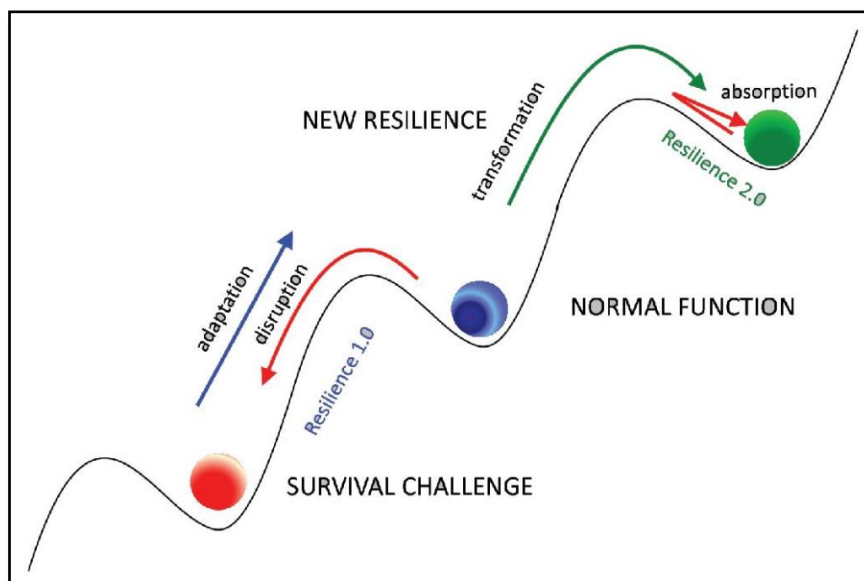 absorption
NEW RESILIENCE
transformation
Resilience 2.0
adaptation
disruption
NORMAL FUNCTION
Resilience 1.0
SURVIVAL CHALLENGE